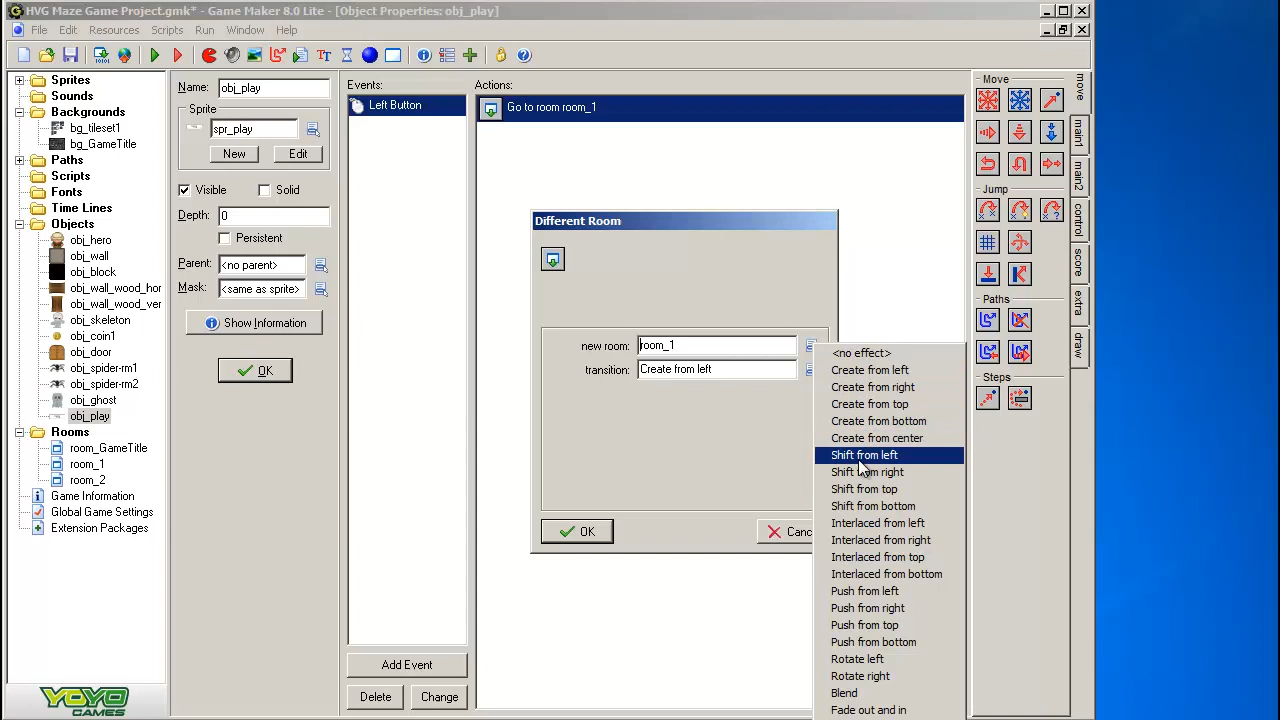 HVG Maze Game Project.gmk* - Game Maker 8.0 Lite - [Object Properties: obj_play]
File Edit Resources Scripts Run Window Help
Sprites
Sounds
Backgrounds
bg_tileset1
bg_GameTitle
Paths
Scripts
Fonts
Time Lines
Objects
obj_hero
obj_wall
obj_block
obj_wall_wood_hor
obj_wall_wood_ver
obj_skeleton
obj_coin1
obj_door
obj_spider-rm1
obj_spider-rm2
obj_ghost
obj_play
Rooms
room_GameTitle
room_1
room_2
Game Information
Global Game Settings
Extension Packages
YOYO
GAMES
Name: obj_play
Sprite
spr_play
New Edit
Visible Solid
Depth: 0
Persistent
Parent: <no parent>
Mask: <same as sprite>
Show Information
OK
Events:
Left Button
Add Event
Delete Change
Actions:
Go to room room_1
Different Room
new room: room_1
transition: Create from left
OK Canc
<no effect>
Create from left
Create from right
Create from top
Create from bottom
Create from center
Shift from left
Shift from right
Shift from top
Shift from bottom
Interlaced from left
Interlaced from right
Interlaced from top
Interlaced from bottom
Push from left
Push from right
Push from top
Push from bottom
Rotate left
Rotate right
Blend
Fade out and in
Move
Jump
Paths
Steps
move
main1
main2
control
score
extra
draw